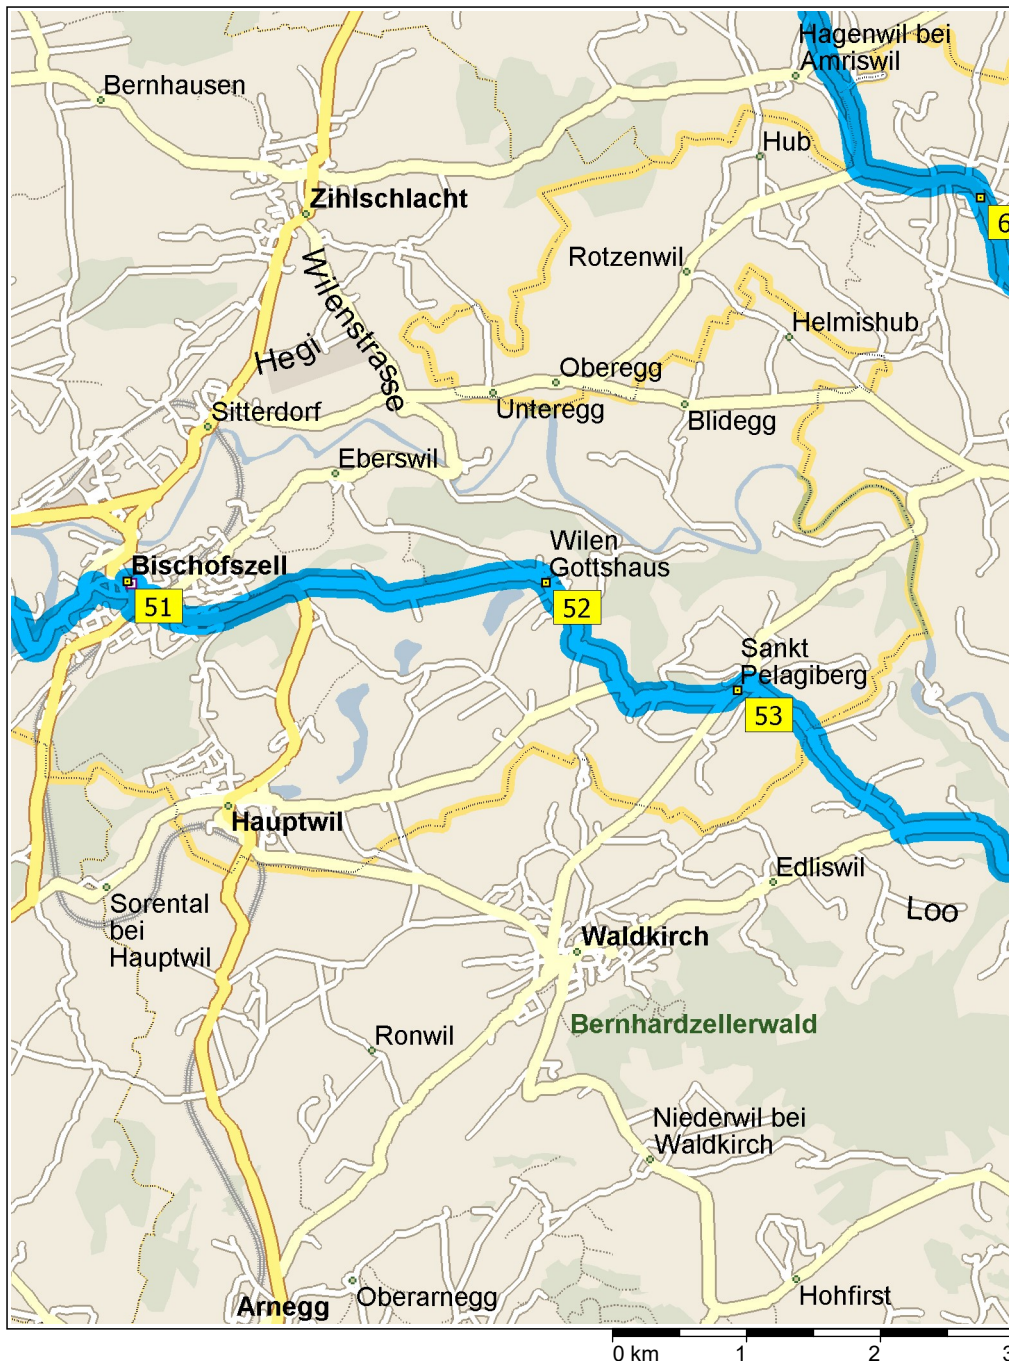 Hagenwil bei
Amriswil
Bernhausen
Hub
Zihlschlacht
6
Rotzenwil
Wilenstrasse
Helmishub
Hegi
Oberegg
Unteregg
Blidegg
Sitterdorf
Eberswil
Wilen
Gottshaus
Bischofszell
51
52
Sankt
Pelagiberg
53
Hauptwil
Edliswil
Sorental
bei
Hauptwil
Loo
Waldkirch
Bernhardzellerwald
Ronwil
Niederwil bei
Waldkirch
Oberarnegg
Hohfirst
Arnegg
0 km 1 2 3